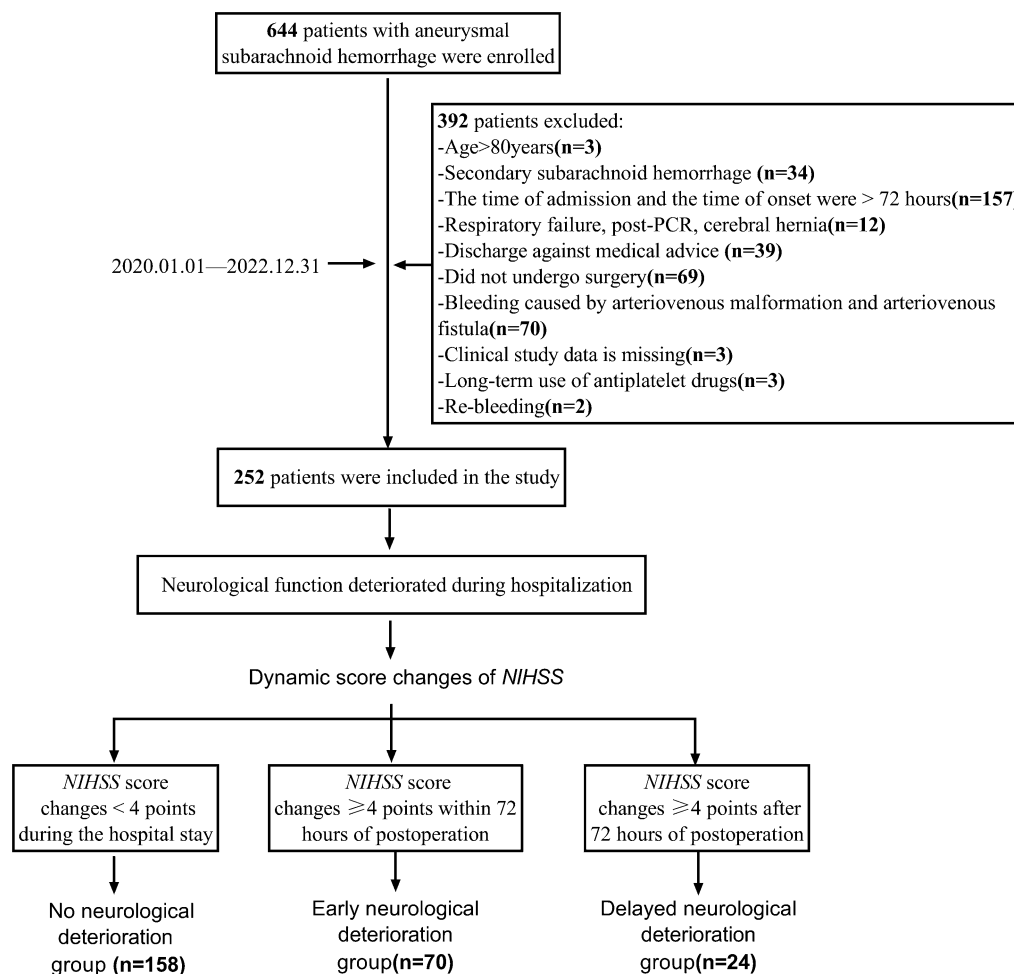 644 patients with aneurysmal
subarachnoid hemorrhage were enrolled
392 patients excluded:
-Age>80years(n=3)
-Secondary subarachnoid hemorrhage (n=34)
-The time of admission and the time of onset were > 72 hours(n=157)
-Respiratory failure, post-PCR, cerebral hernia(n=12)
-Discharge against medical advice (n=39)
-Did not undergo surgery(n=69)
-Bleeding caused by arteriovenous malformation and arteriovenous
fistula(n=70)
-Clinical study data is missing(n=3)
-Long-term use of antiplatelet drugs(n=3)
-Re-bleeding(n=2)
2020.01.01—2022.12.31
252 patients were included in the study
Neurological function deteriorated during hospitalization
Dynamic score changes of NIHSS
NIHSS score
changes < 4 points
during the hospital stay
NIHSS score
changes ⩾4 points within 72
hours of postoperation
NIHSS score
changes ⩾4 points after
72 hours of postoperation
No neurological
deterioration
group (n=158)
Early neurological
deterioration
group(n=70)
Delayed neurological
deterioration
group(n=24)